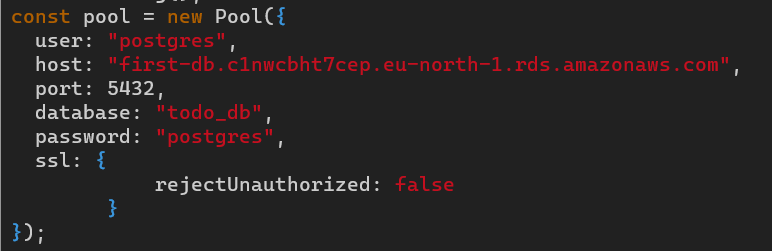 const pool = new Pool({
  user: "postgres",
  host: "first-db.c1nwcbht7cep.eu-north-1.rds.amazonaws.com",
  port: 5432,
  database: "todo_db",
  password: "postgres",
  ssl: {
            rejectUnauthorized: false
        }
});